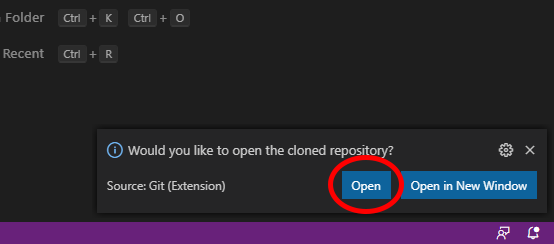 Folder Ctrl + K Ctrl + O
Recent Ctrl + R
Would you like to open the cloned repository?
Source: Git (Extension) Open Open in New Window